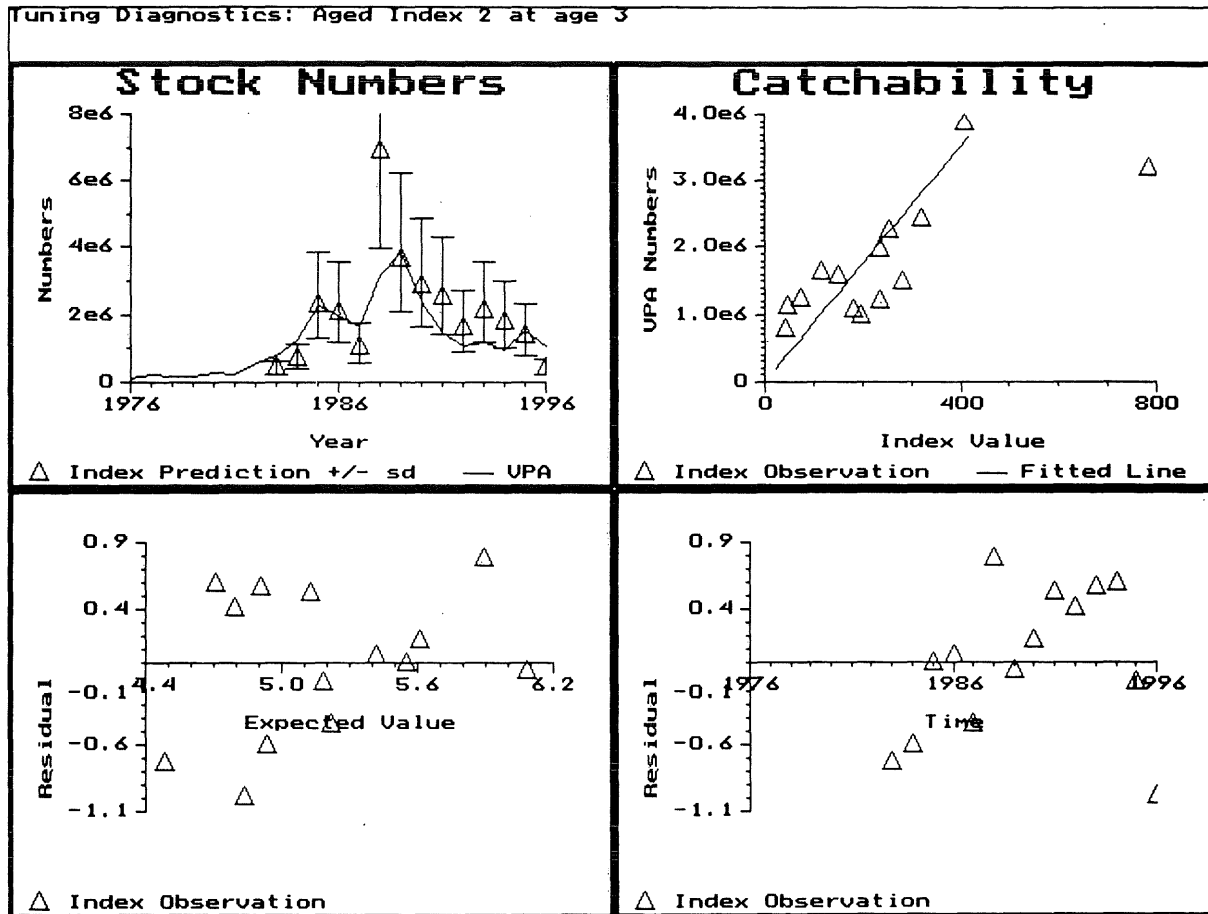 Tuning Diagnostics: Aged Index 2 at age 3
Stock Numbers
8e6
6e6
4e6
2e6
0
Numbers
1976
1986
1996
Year
Index Prediction +/- sd
VPA
Catchability
4.0e6
3.0e6
2.0e6
1.0e6
0
VPA Numbers
0
400
800
Index Value
Index Observation
Fitted Line
0.9
0.4
-0.1
-0.6
-1.1
Residual
4.4
5.0
5.6
6.2
Expected Value
Index Observation
0.9
0.4
-0.1
-0.6
-1.1
Residual
1976
1986
1996
Time
Index Observation